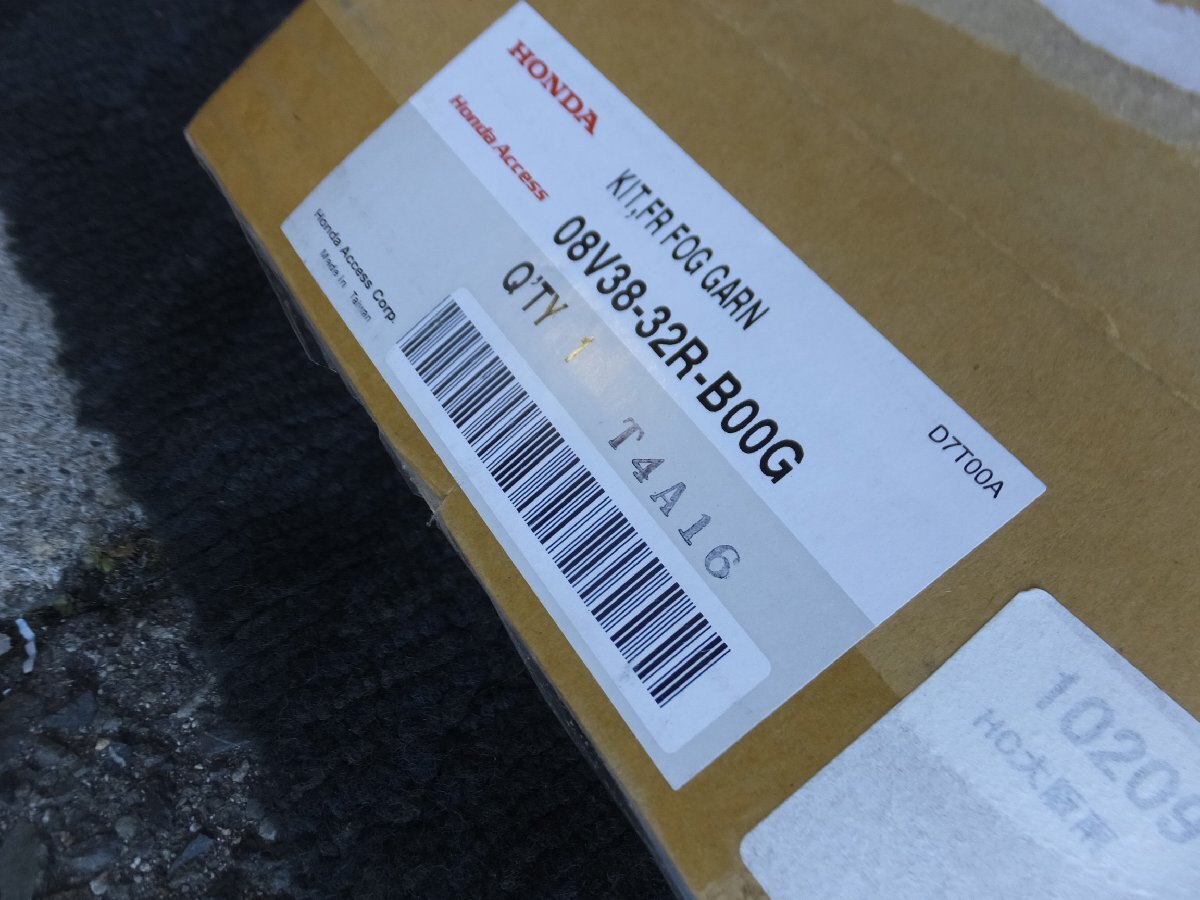 HONDA
Honda Access
KIT,FR FOG GARN
08V38-32R-B00G
Q'TY 1
T4A16
D7T00A
Honda Access Corp.
Made in Taiwan
10209
HC大阪南